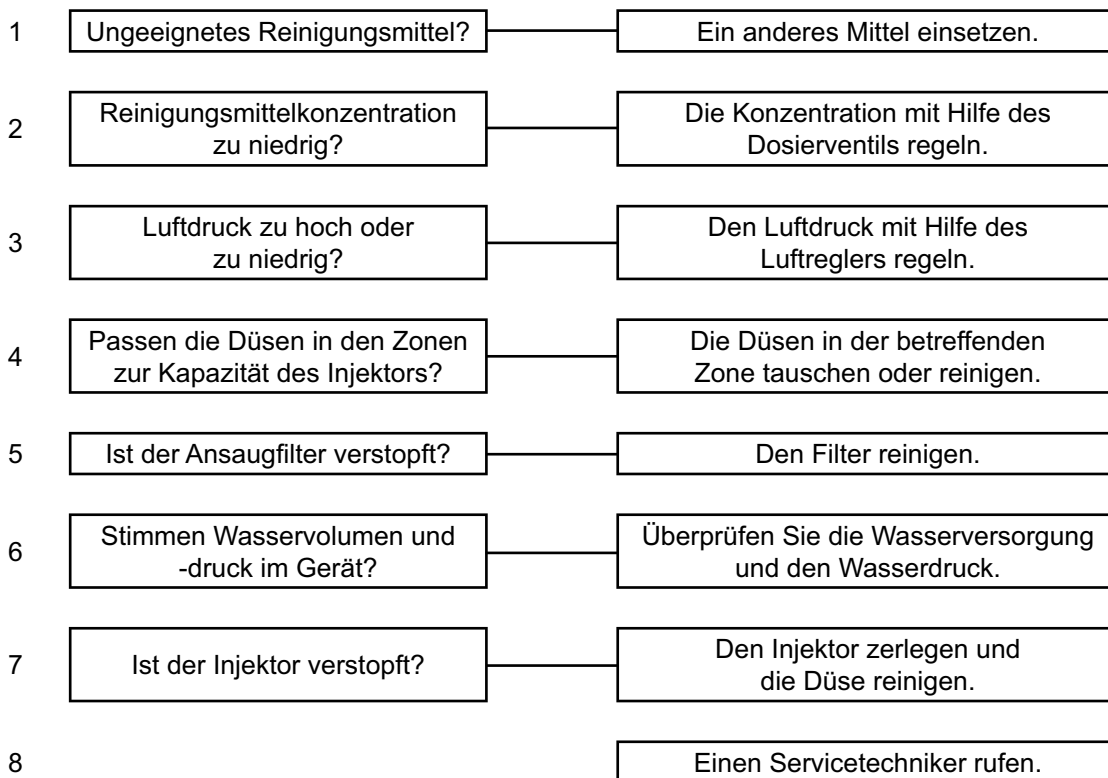 1 Ungeeignetes Reinigungsmittel? Ein anderes Mittel einsetzen.
2 Reinigungsmittelkonzentration
zu niedrig?
Die Konzentration mit Hilfe des
Dosierventils regeln.
3 Luftdruck zu hoch oder
zu niedrig?
Den Luftdruck mit Hilfe des
Luftreglers regeln.
4 Passen die Düsen in den Zonen
zur Kapazität des Injektors?
Die Düsen in der betreffenden
Zone tauschen oder reinigen.
5 Ist der Ansaugfilter verstopft? Den Filter reinigen.
6 Stimmen Wasservolumen und
-druck im Gerät?
Überprüfen Sie die Wasserversorgung
und den Wasserdruck.
7 Ist der Injektor verstopft?
Den Injektor zerlegen und
die Düse reinigen.
8 Einen Servicetechniker rufen.